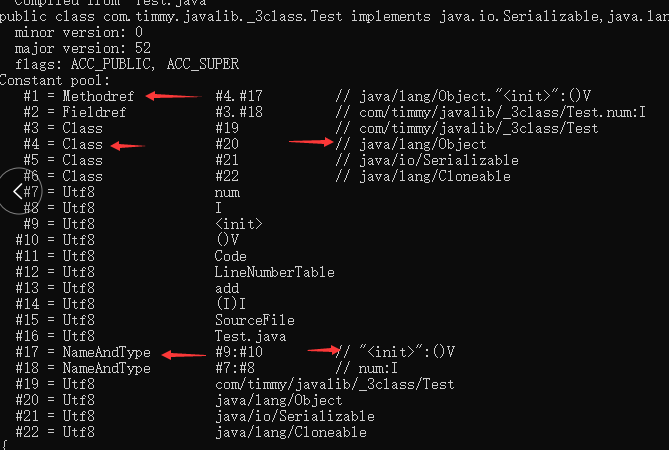 Compiled from "Test.java"
public class com.timmy.javalib._3class.Test implements java.io.Serializable,java.lan
minor version: 0
major version: 52
flags: ACC_PUBLIC, ACC_SUPER
Constant pool:
#1 = Methodref #4.#17 // java/lang/Object."<init>":()V
#2 = Fieldref #3.#18 // com/timmy/javalib/_3class/Test.num:I
#3 = Class #19 // com/timmy/javalib/_3class/Test
#4 = Class #20 // java/lang/Object
#5 = Class #21 // java/io/Serializable
#6 = Class #22 // java/lang/Cloneable
#7 = Utf8 num
#8 = Utf8 I
#9 = Utf8 <init>
#10 = Utf8 ()V
#11 = Utf8 Code
#12 = Utf8 LineNumberTable
#13 = Utf8 add
#14 = Utf8 (I)I
#15 = Utf8 SourceFile
#16 = Utf8 Test.java
#17 = NameAndType #9:#10 // "<init>":()V
#18 = NameAndType #7:#8 // num:I
#19 = Utf8 com/timmy/javalib/_3class/Test
#20 = Utf8 java/lang/Object
#21 = Utf8 java/io/Serializable
#22 = Utf8 java/lang/Cloneable
{